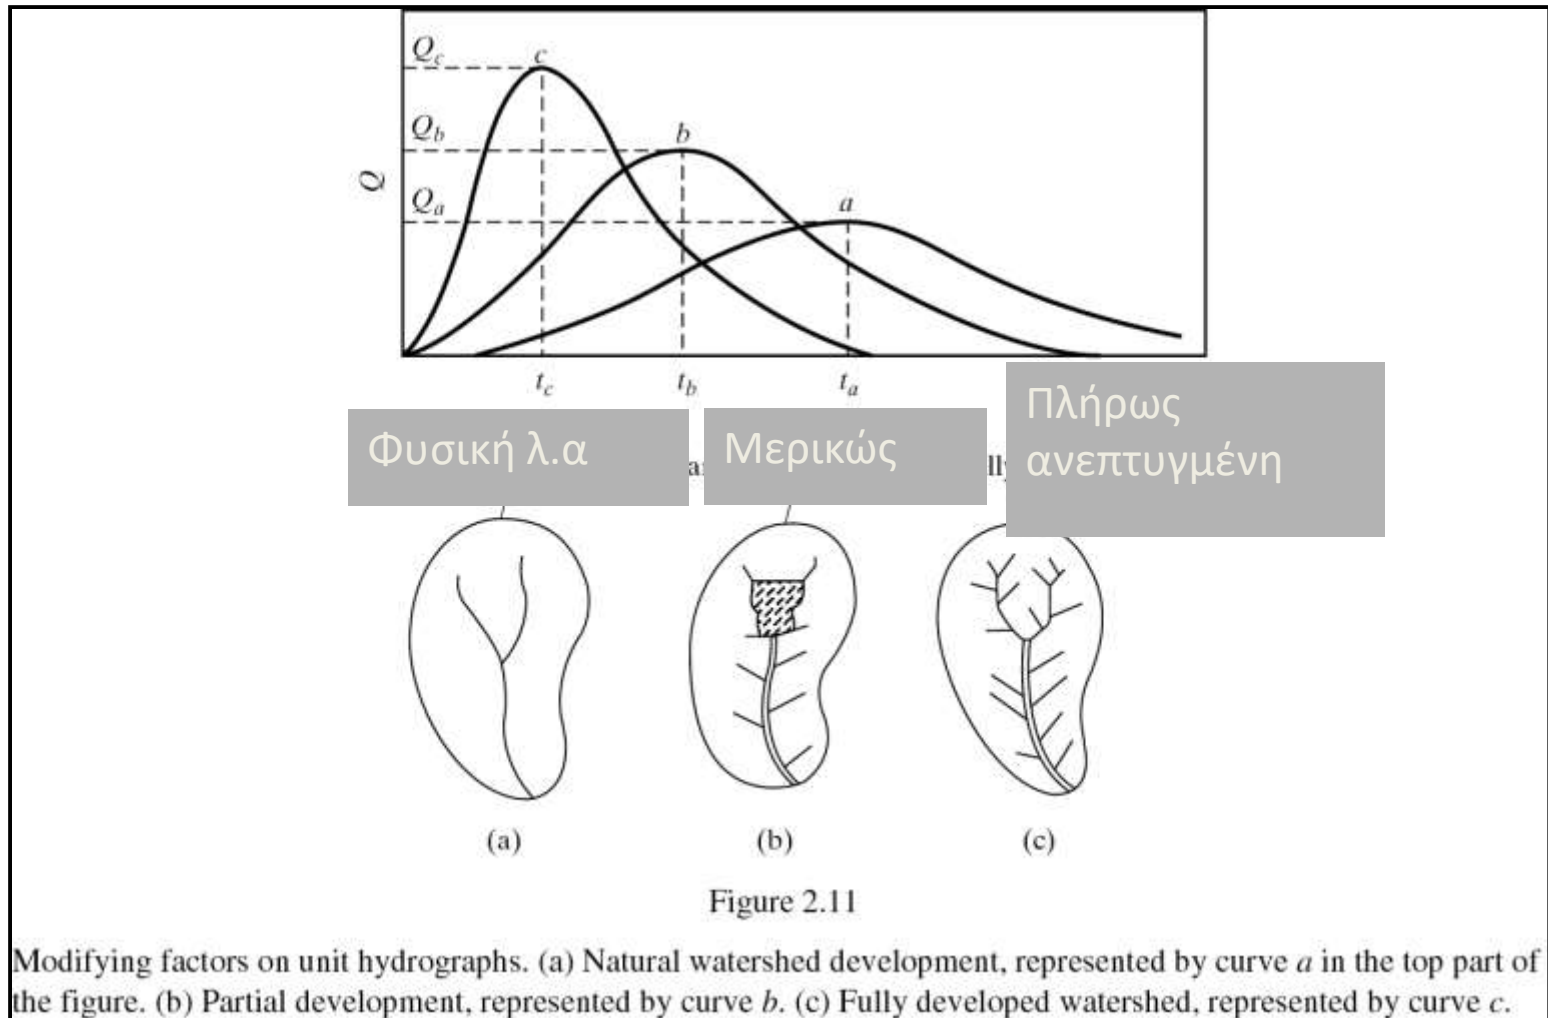 Q_c
c
Q_b
b
Q
Q_a
a
t_c t_b t_a
Πλήρως
ανεπτυγμένη
Φυσική λ.α
Μερικώς
(a) (b) (c)
Figure 2.11
Modifying factors on unit hydrographs. (a) Natural watershed development, represented by curve a in the top part of
the figure. (b) Partial development, represented by curve b. (c) Fully developed watershed, represented by curve c.